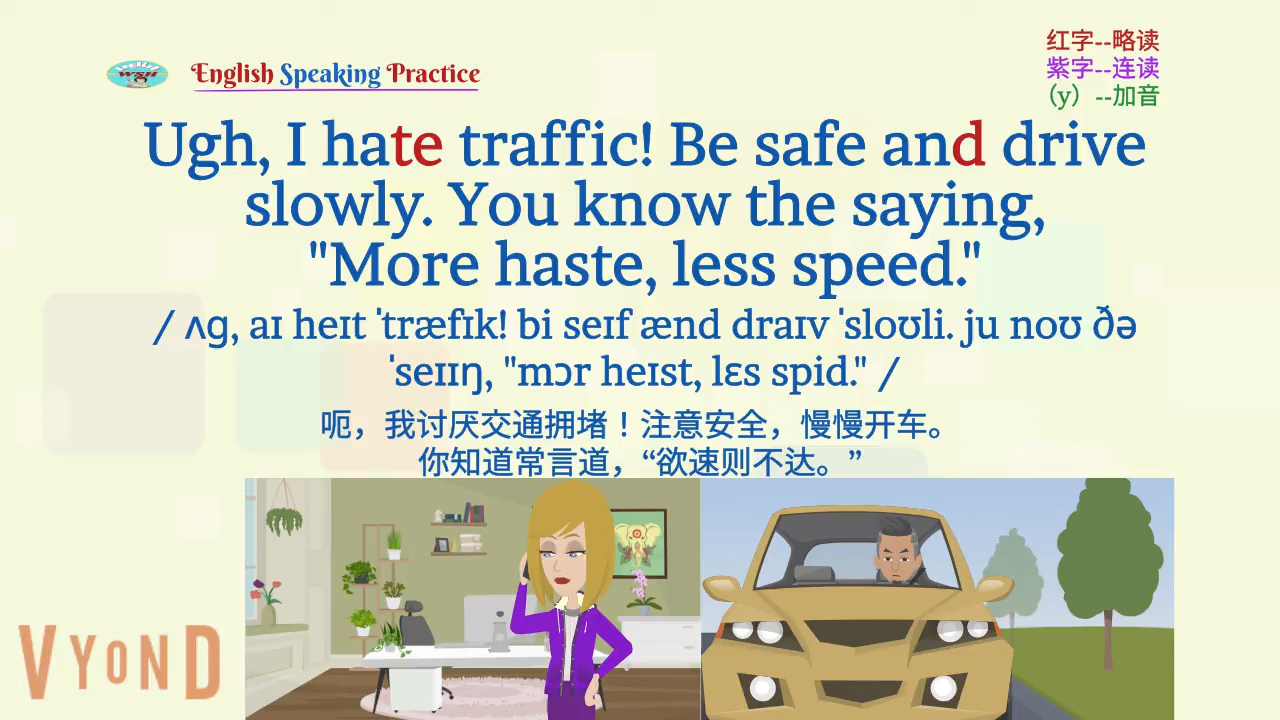 WSH
English Speaking Practice
红字--略读
紫字--连读
（y）--加音
Ugh, I hate traffic! Be safe and drive
slowly. You know the saying,
"More haste, less speed."
/ ʌɡ, aɪ heɪt ˈtræfɪk! bi seɪf ænd draɪv ˈsloʊli. ju noʊ ðə
ˈseɪɪŋ, "mɔr heɪst, lɛs spid." /
呃，我讨厌交通拥堵！注意安全，慢慢开车。
你知道常言道，“欲速则不达。”
VYOND